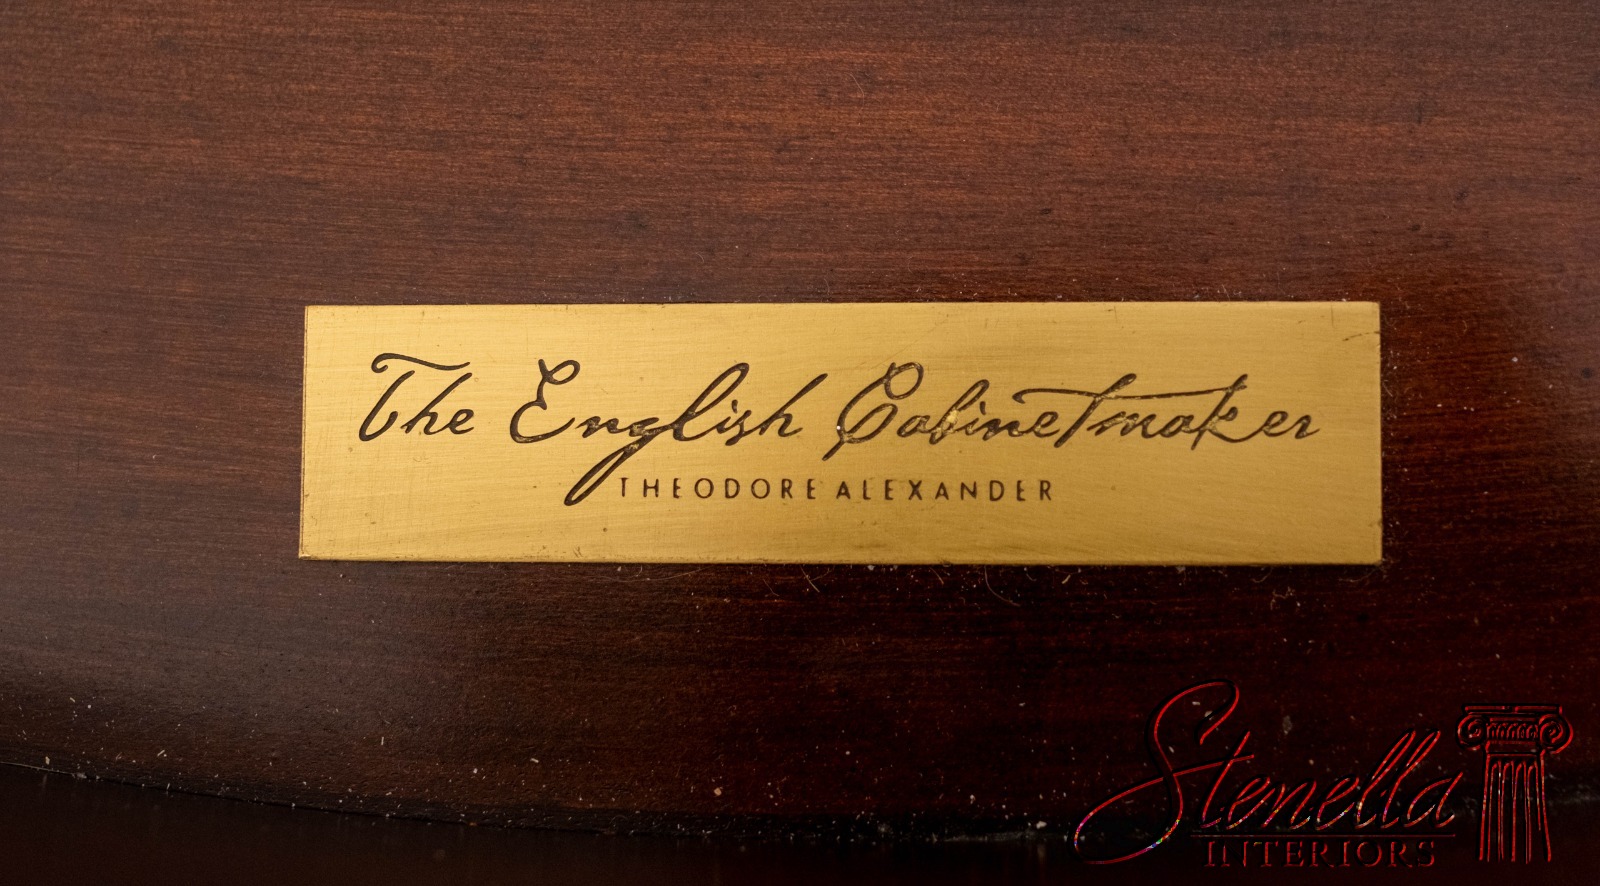 The English Cabinetmaker
THEODORE ALEXANDER
Stenella
INTERIORS